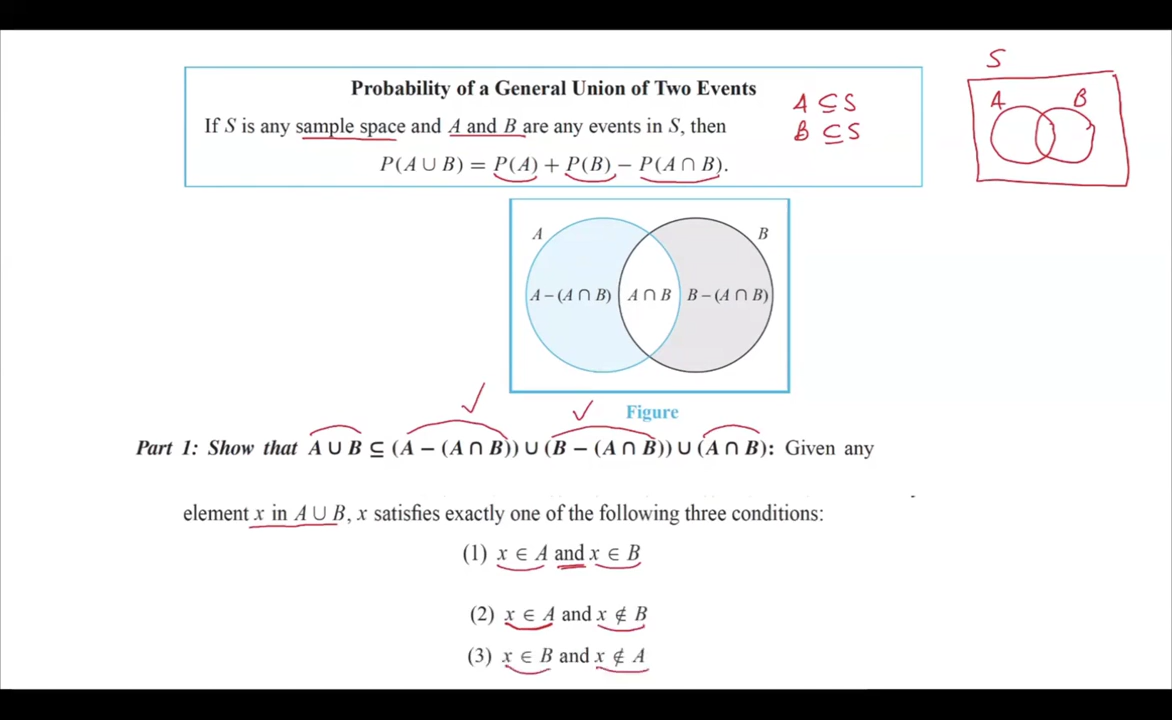 Probability of a General Union of Two Events
If S is any sample space and A and B are any events in S, then
P(A ∪ B) = P(A) + P(B) − P(A ∩ B).
A ⊆ S
B ⊆ S
S
A B
A B
A − (A ∩ B) A ∩ B B − (A ∩ B)
Figure
Part 1: Show that A ∪ B ⊆ (A − (A ∩ B)) ∪ (B − (A ∩ B)) ∪ (A ∩ B): Given any
element x in A ∪ B, x satisfies exactly one of the following three conditions:
(1) x ∈ A and x ∈ B
(2) x ∈ A and x ∉ B
(3) x ∈ B and x ∉ A